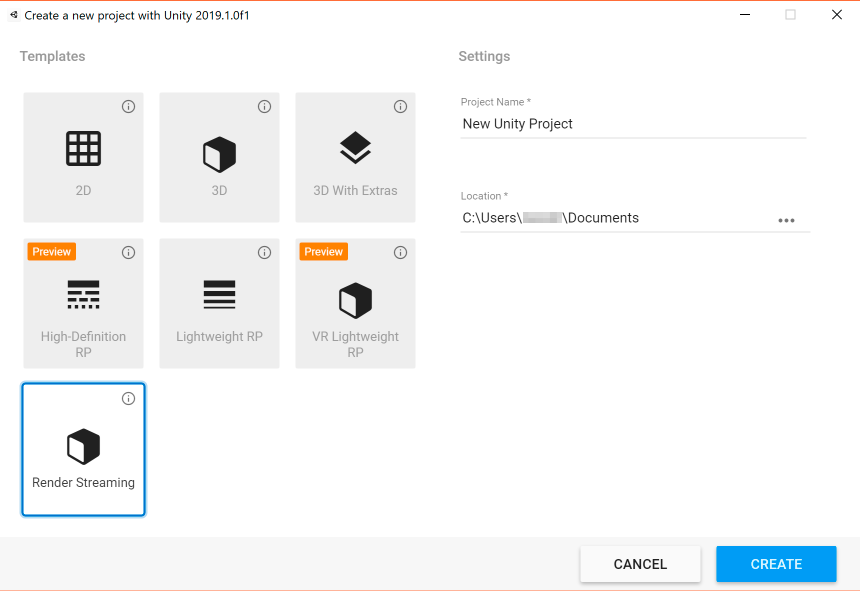 Create a new project with Unity 2019.1.0f1
Templates
Settings
2D
3D
3D With Extras
Preview
High-Definition
RP
Lightweight RP
Preview
VR Lightweight
RP
Render Streaming
Project Name *
New Unity Project
Location *
C:\Users\ \Documents
CANCEL
CREATE